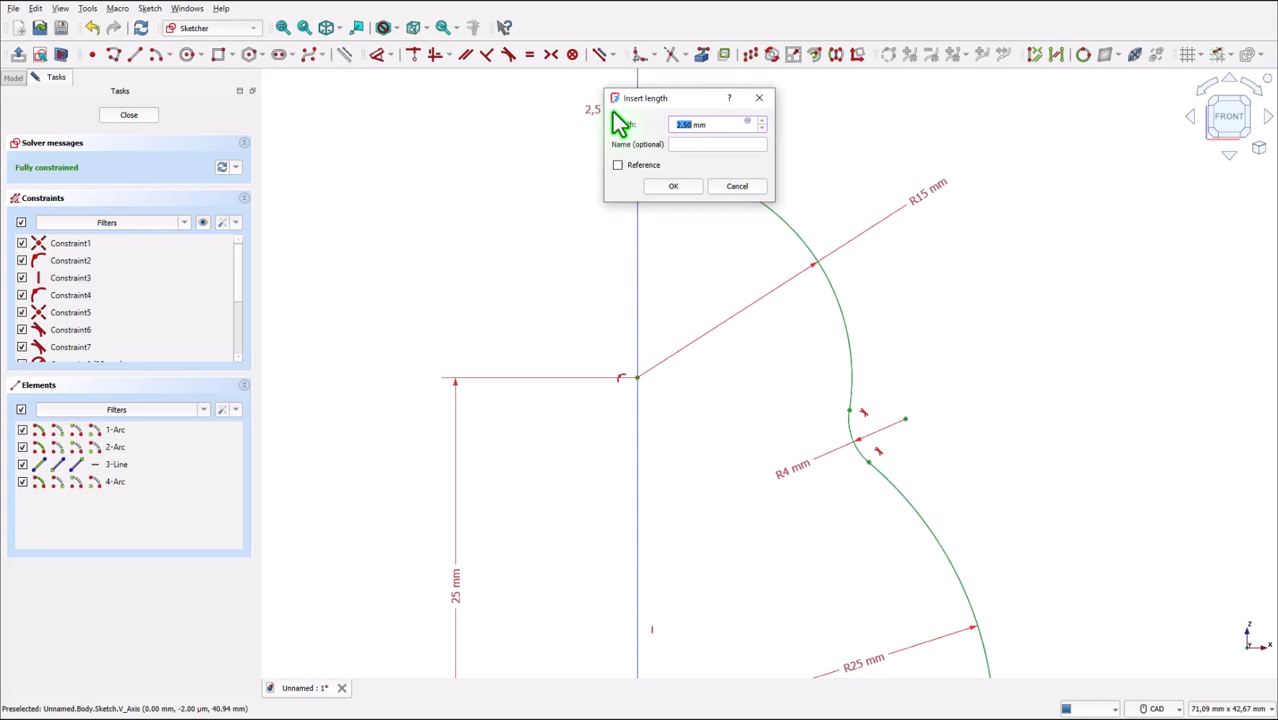 File Edit View Tools Macro Sketch Windows Help
Sketcher
Model Tasks
Tasks
Close
Solver messages
Fully constrained
Constraints
Filters
Constraint1
Constraint2
Constraint3
Constraint4
Constraint5
Constraint6
Constraint7
Elements
Filters
1-Arc
2-Arc
3-Line
4-Arc
2,5
Insert length
?
2.50 mm
Name (optional)
Reference
OK Cancel
FRONT
R15 mm
R4 mm
25 mm
R25 mm
z
x
Unnamed : 1*
Preselected: Unnamed.Body.Sketch.V_Axis (0.00 mm, -2.00 µm, 40.94 mm)
CAD
71,09 mm × 42,67 mm